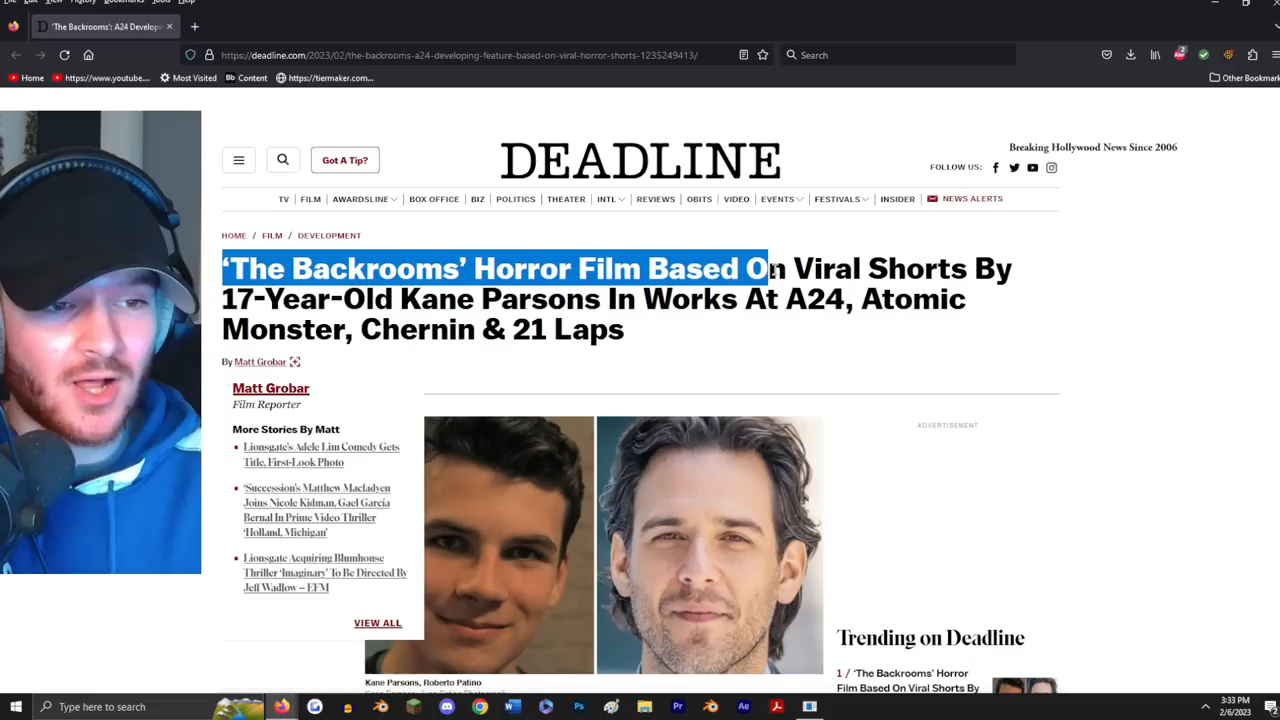 'The Backrooms': A24 Developi
https://deadline.com/2023/02/the-backrooms-a24-developing-feature-based-on-viral-horror-shorts-1235249413/
Search
Home
https://www.youtube....
Most Visited
Bb Content
https://tiermaker.com...
Other Bookmar
Got A Tip?
DEADLINE
Breaking Hollywood News Since 2006
FOLLOW US:
TV | FILM | AWARDSLINE | BOX OFFICE | BIZ | POLITICS | THEATER | INTL | REVIEWS | OBITS | VIDEO | EVENTS | FESTIVALS | INSIDER | NEWS ALERTS
HOME / FILM / DEVELOPMENT
‘The Backrooms’ Horror Film Based On Viral Shorts By
17-Year-Old Kane Parsons In Works At A24, Atomic
Monster, Chernin & 21 Laps
By Matt Grobar
Matt Grobar
Film Reporter
More Stories By Matt
Lionsgate's Adele Lim Comedy Gets
Title, First-Look Photo
'Succession's Matthew Macfadyen
Joins Nicole Kidman, Gael García
Bernal In Prime Video Thriller
'Holland, Michigan'
Lionsgate Acquiring Blumhouse
Thriller 'Imaginary' To Be Directed By
Jeff Wadlow – EFM
VIEW ALL
ADVERTISEMENT
Kane Parsons, Roberto Patino
Trending on Deadline
1 / 'The Backrooms' Horror
Film Based On Viral Shorts By
Type here to search
3:33 PM
2/6/2023